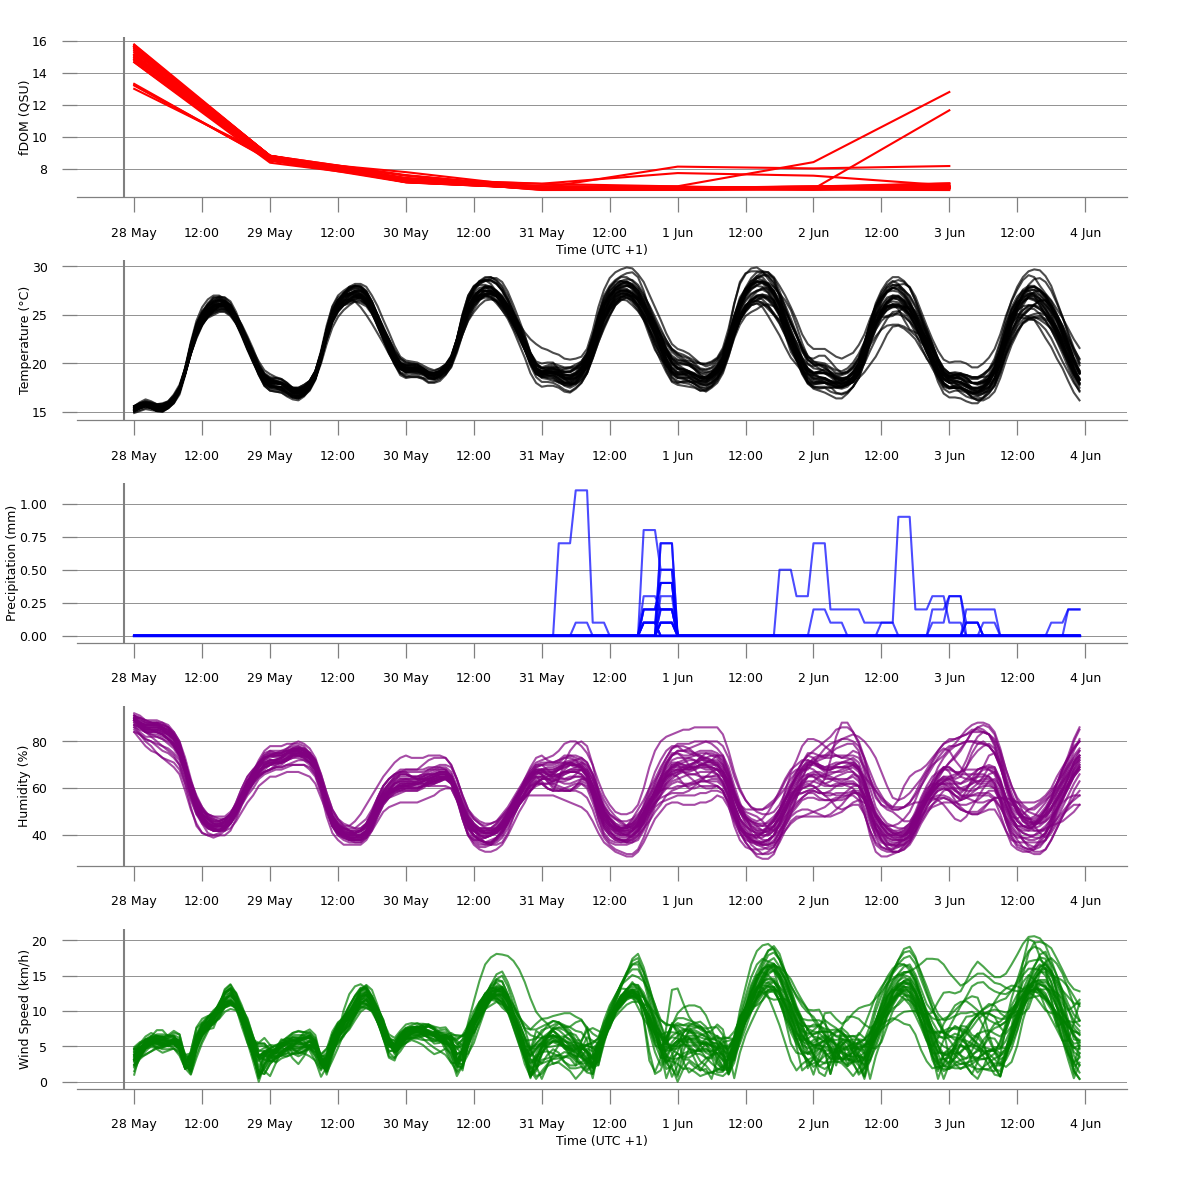 fDOM (QSU)
16
14
12
10
8
28 May 12:00 29 May 12:00 30 May 12:00 31 May 12:00 1 Jun 12:00 2 Jun 12:00 3 Jun 12:00 4 Jun
Time (UTC +1)
Temperature (°C)
30
25
20
15
28 May 12:00 29 May 12:00 30 May 12:00 31 May 12:00 1 Jun 12:00 2 Jun 12:00 3 Jun 12:00 4 Jun
Precipitation (mm)
1.00
0.75
0.50
0.25
0.00
28 May 12:00 29 May 12:00 30 May 12:00 31 May 12:00 1 Jun 12:00 2 Jun 12:00 3 Jun 12:00 4 Jun
Humidity (%)
80
60
40
28 May 12:00 29 May 12:00 30 May 12:00 31 May 12:00 1 Jun 12:00 2 Jun 12:00 3 Jun 12:00 4 Jun
Wind Speed (km/h)
20
15
10
5
0
28 May 12:00 29 May 12:00 30 May 12:00 31 May 12:00 1 Jun 12:00 2 Jun 12:00 3 Jun 12:00 4 Jun
Time (UTC +1)